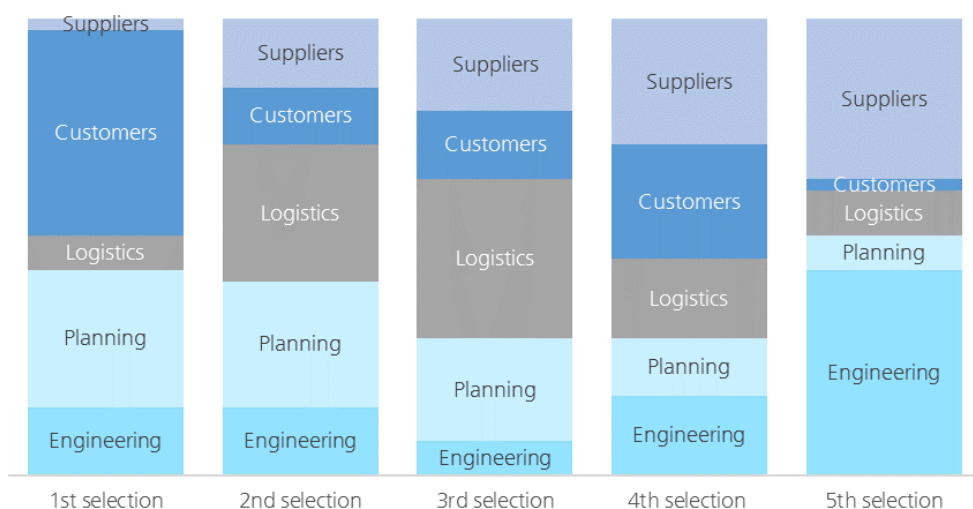 Suppliers
Customers
Logistics
Planning
Engineering
1st selection
Suppliers
Customers
Logistics
Planning
Engineering
2nd selection
Suppliers
Customers
Logistics
Planning
Engineering
3rd selection
Suppliers
Customers
Logistics
Planning
Engineering
4th selection
Suppliers
Customers
Logistics
Planning
Engineering
5th selection